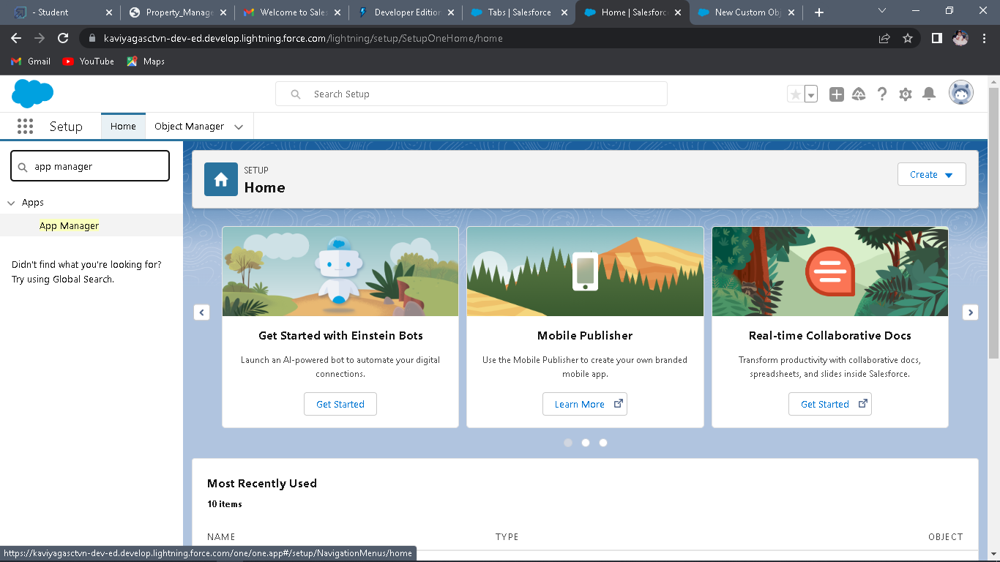 - Student
Property_Manage
Welcome to Sales
Developer Edition
Tabs | Salesforce
Home | Salesforc
New Custom Obj
kaviyagasctvn-dev-ed.develop.lightning.force.com/lightning/setup/SetupOneHome/home
Gmail
YouTube
Maps
Search Setup
Setup
Home
Object Manager
app manager
Apps
App Manager
Didn't find what you're looking for?
Try using Global Search.
SETUP
Home
Create
Get Started with Einstein Bots
Launch an AI-powered bot to automate your digital
connections.
Get Started
Mobile Publisher
Use the Mobile Publisher to create your own branded
mobile app.
Learn More
Real-time Collaborative Docs
Transform productivity with collaborative docs,
spreadsheets, and slides inside Salesforce.
Get Started
Most Recently Used
10 items
NAME TYPE OBJECT
https://kaviyagasctvn-dev-ed.develop.lightning.force.com/one/one.app#/setup/NavigationMenus/home